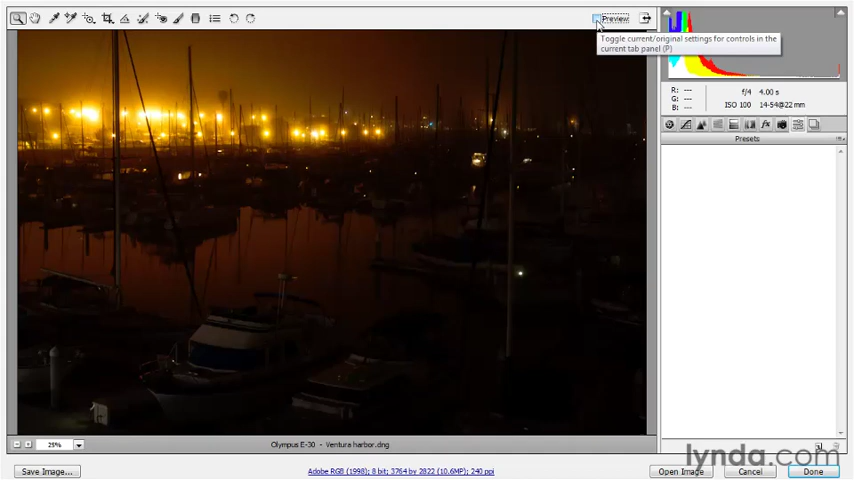 Preview
Toggle current/original settings for controls in the
current tab panel (P)
R: ---
G: ---
B: ---
f/4 4.00 s
ISO 100 14-54@22 mm
fx
Presets
25%
Olympus E-30 - Ventura harbor.dng
lynda.com
Save Image...
Adobe RGB (1998); 8 bit; 3764 by 2822 (10.6MP); 240 ppi
Open Image
Cancel
Done